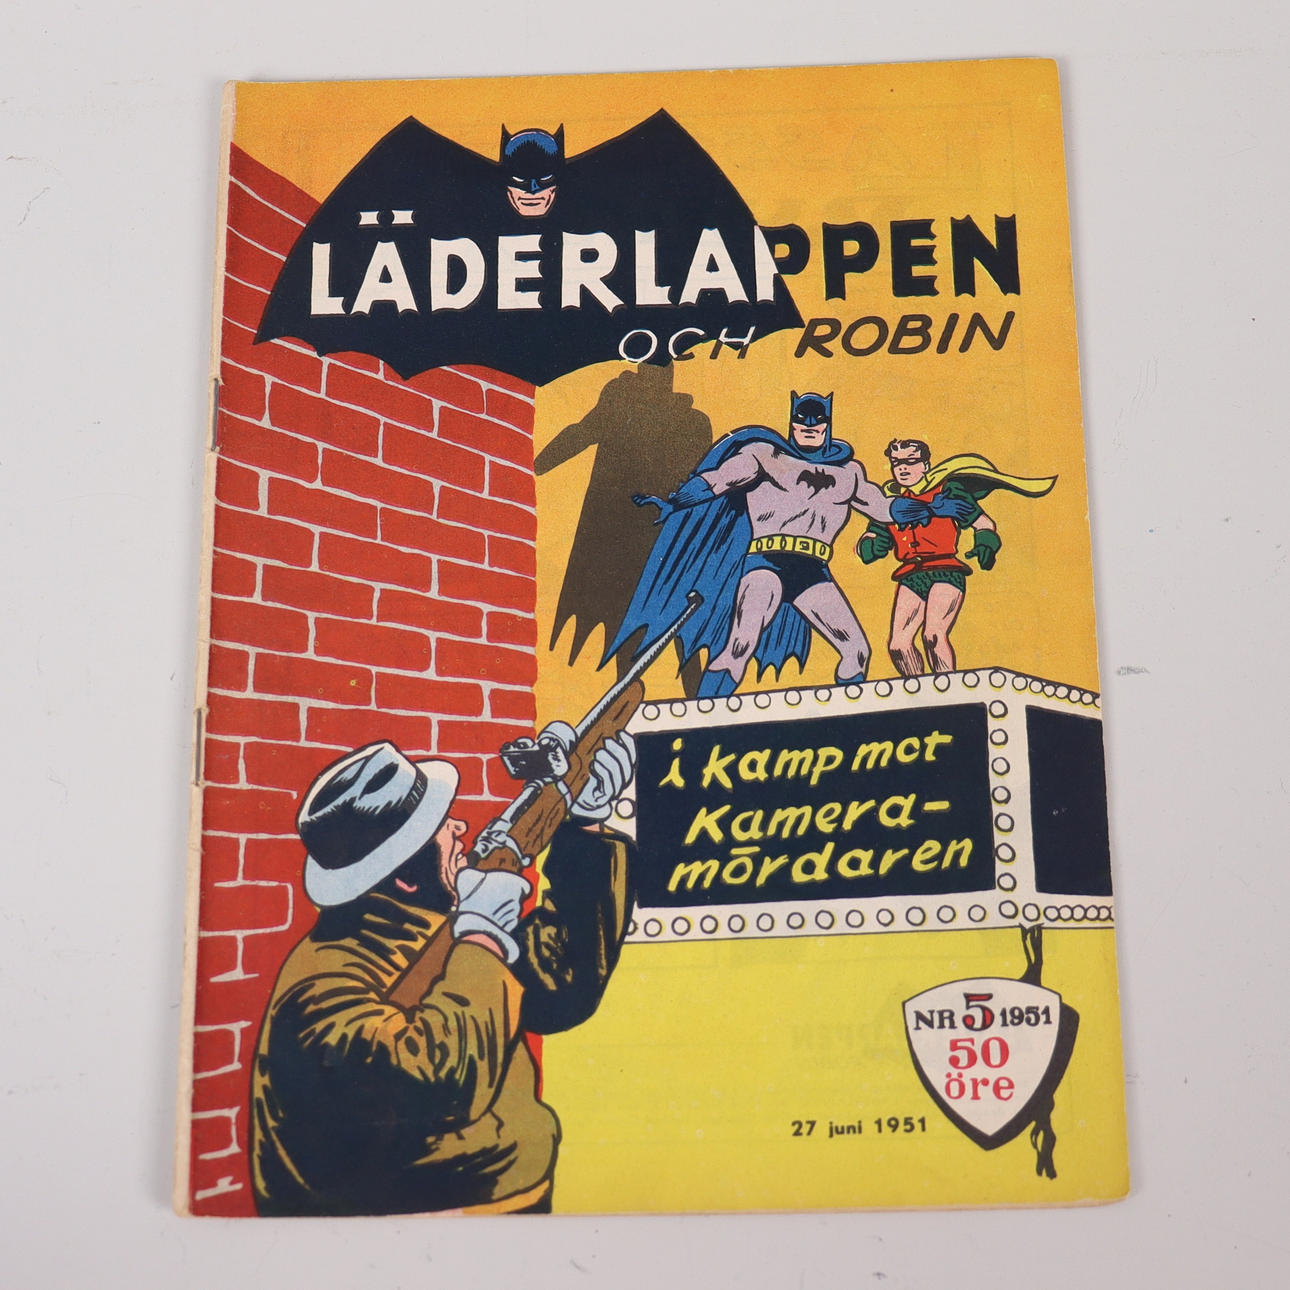 LÄDERLAPPEN
OCH ROBIN
i kamp mot
kamera-
mördaren
NR 5 1951
50
öre
27 juni 1951